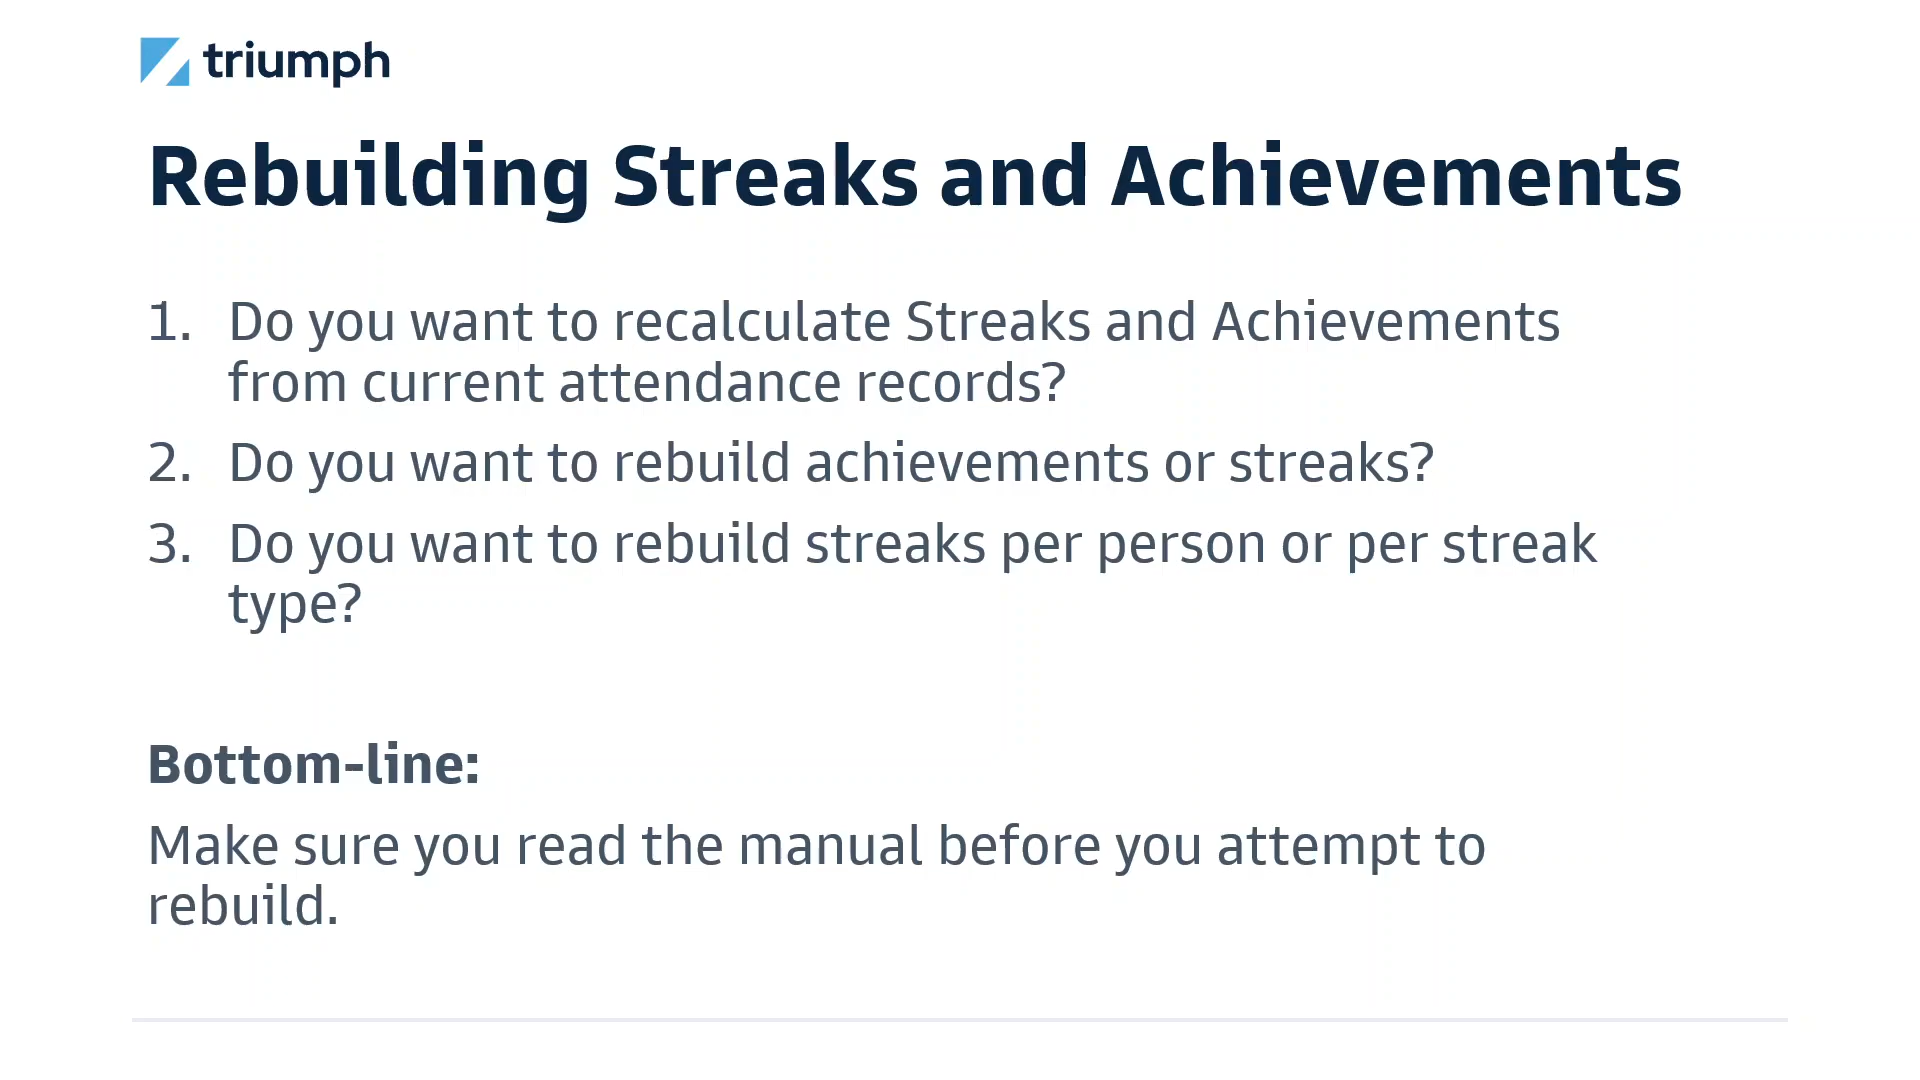 triumph
Rebuilding Streaks and Achievements
1. Do you want to recalculate Streaks and Achievements
from current attendance records?
2. Do you want to rebuild achievements or streaks?
3. Do you want to rebuild streaks per person or per streak
type?
Bottom-line:
Make sure you read the manual before you attempt to
rebuild.